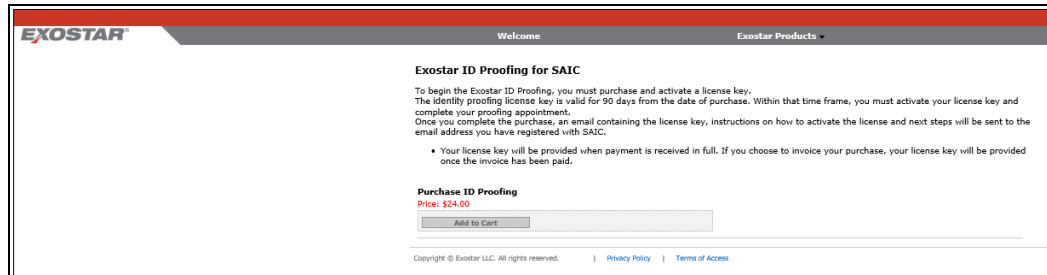 EXOSTAR®
Welcome
Exostar Products
Exostar ID Proofing for SAIC
To begin the Exostar ID Proofing, you must purchase and activate a license key.
The identity proofing license key is valid for 90 days from the date of purchase. Within that time frame, you must activate your license key and
complete your proofing appointment.
Once you complete the purchase, an email containing the license key, instructions on how to activate the license and next steps will be sent to the
email address you have registered with SAIC.
• Your license key will be provided when payment is received in full. If you choose to invoice your purchase, your license key will be provided
once the invoice has been paid.
Purchase ID Proofing
Price: $24.00
Add to Cart
Copyright © Exostar LLC. All rights reserved. | Privacy Policy | Terms of Access